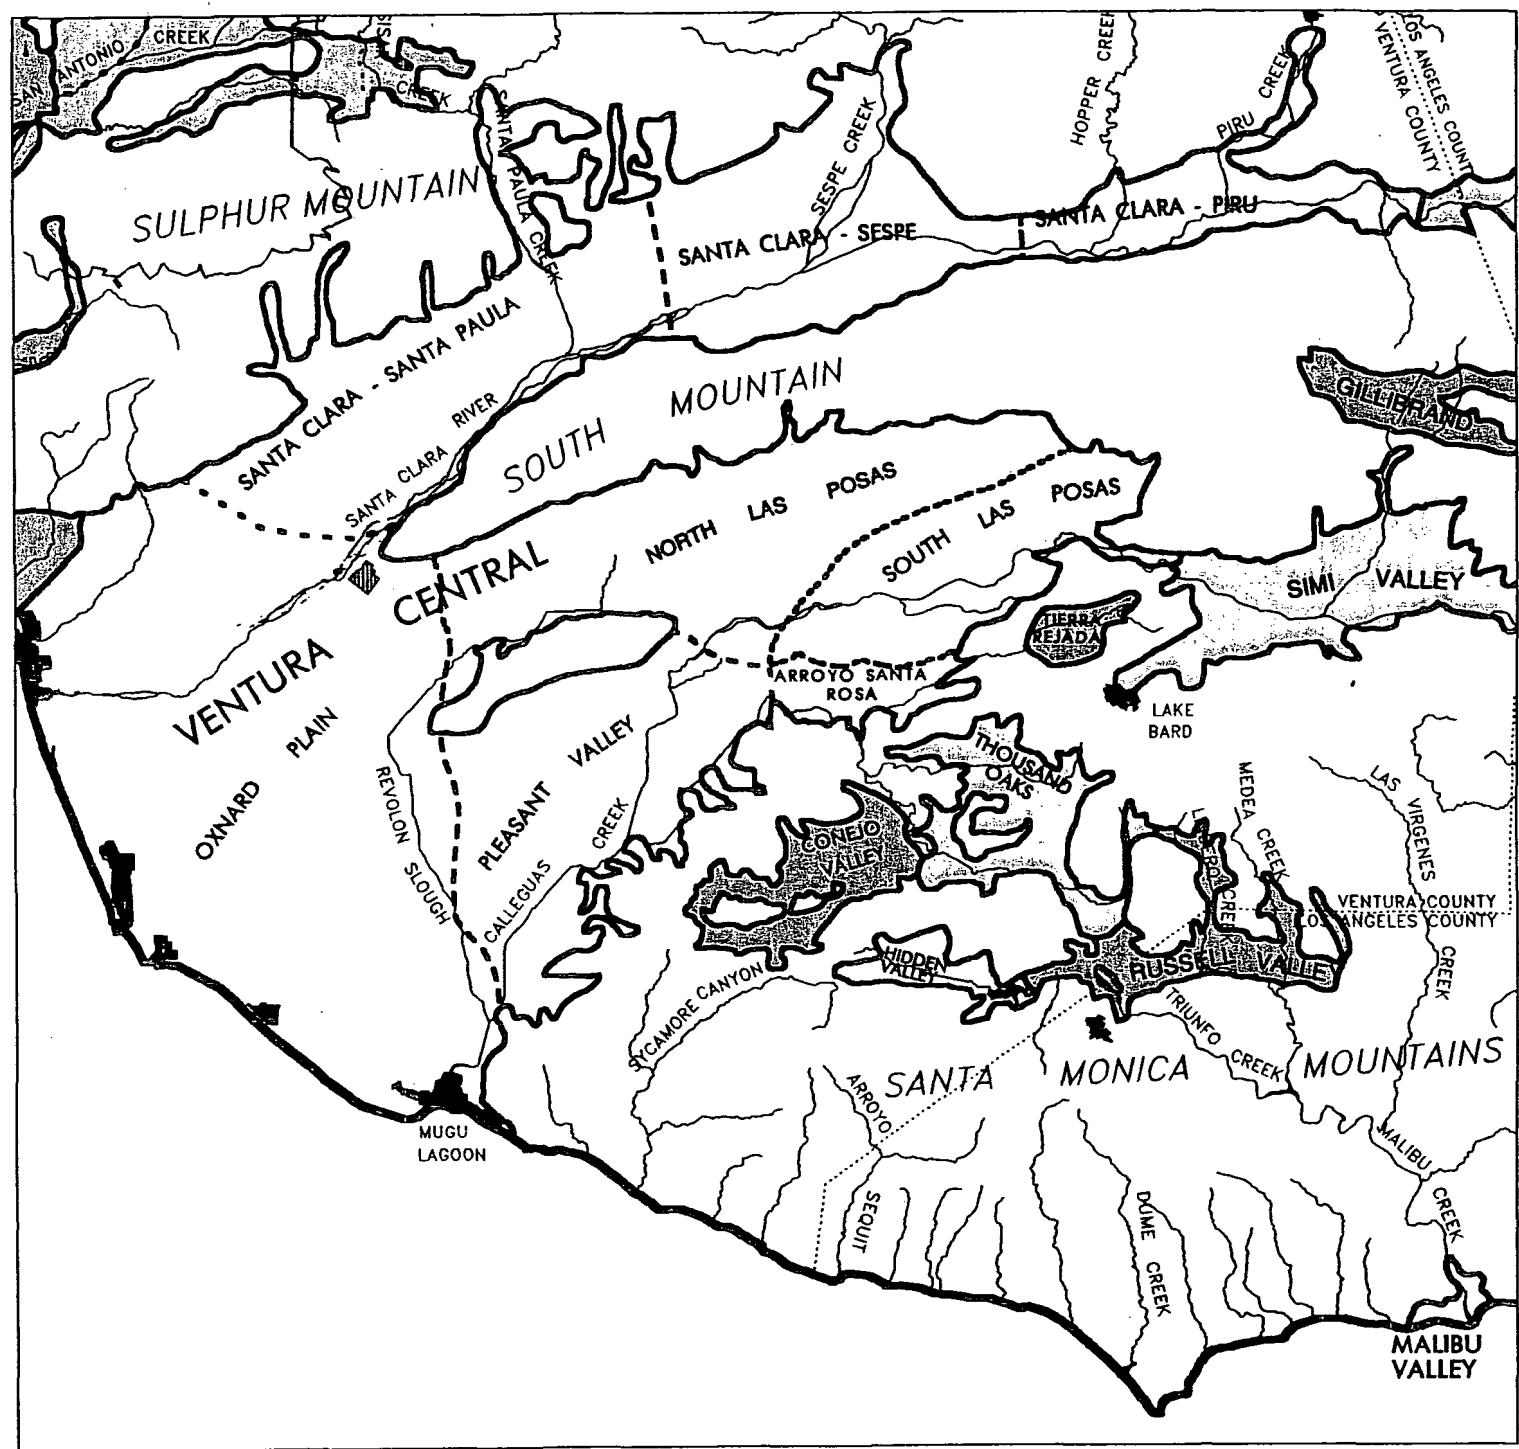 SAN ANTONIO CREEK
CREEK
SANTA PAULA CREEK
SESPE CREEK
HOPPER CREEK
PIRU CREEK
LOS ANGELES COUNT
VENTURA COUNTY
SULPHUR MOUNTAIN
SANTA CLARA - SESPE
SANTA CLARA - PIRU
SANTA CLARA - SANTA PAULA
SANTA CLARA RIVER
SOUTH MOUNTAIN
GILLIBRAND
NORTH LAS POSAS
SOUTH LAS POSAS
SIMI VALLEY
VENTURA CENTRAL
TIERRA
REJADA
ARROYO SANTA
ROSA
LAKE
BARD
OXNARD PLAIN
PLEASANT VALLEY
REVOLON SLOUGH
CALLEGUAS CREEK
THOUSAND
OAKS
CONEJO
VALLEY
MEDEA CREEK
LAS VIRGENES CREEK
CREEK
VENTURA COUNTY
LOS ANGELES COUNTY
HIDDEN
VALLEY
RUSSELL VALLE
SYCAMORE CANYON
TRIUNFO CREEK
SANTA MONICA MOUNTAINS
ARROYO SEQUIT
MUGU
LAGOON
MALIBU CREEK
DUME CREEK
MALIBU
VALLEY